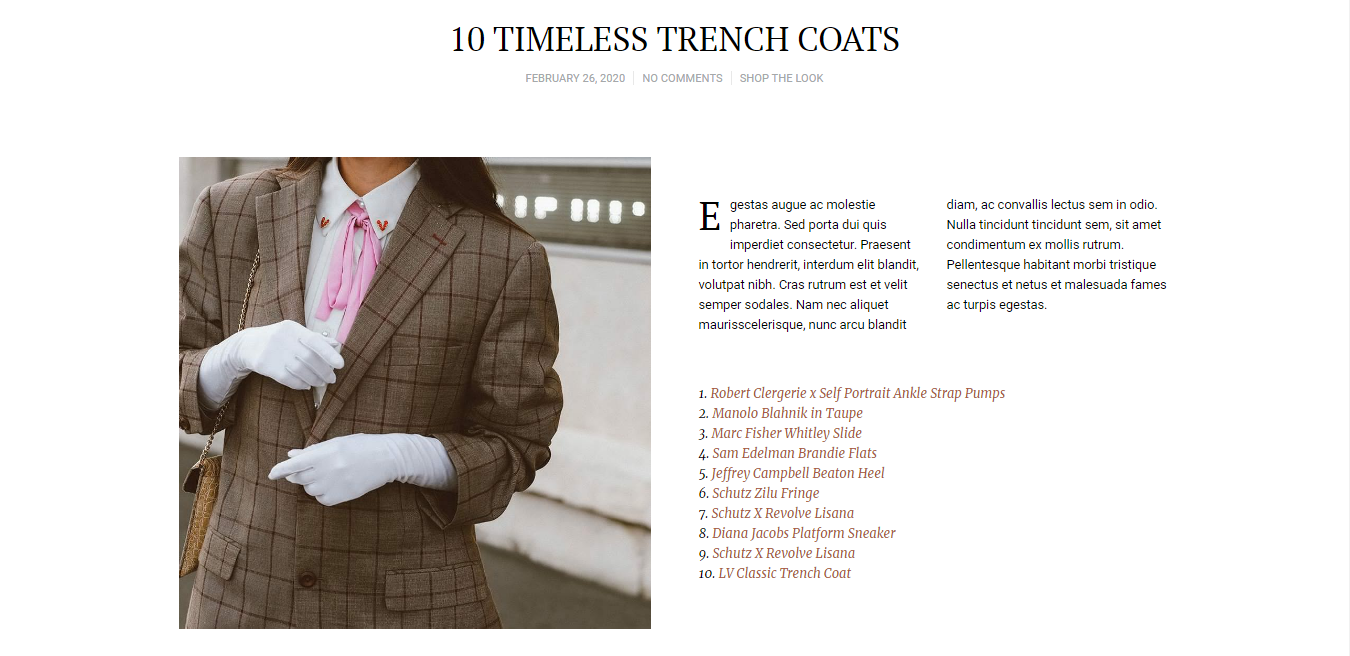 10 TIMELESS TRENCH COATS
FEBRUARY 26, 2020 NO COMMENTS SHOP THE LOOK
Egestas augue ac molestie
pharetra. Sed porta dui quis
imperdiet consectetur. Praesent
in tortor hendrerit, interdum elit blandit,
volutpat nibh. Cras rutrum est et velit
semper sodales. Nam nec aliquet
maurisscelerisque, nunc arcu blandit
diam, ac convallis lectus sem in odio.
Nulla tincidunt tincidunt sem, sit amet
condimentum ex mollis rutrum.
Pellentesque habitant morbi tristique
senectus et netus et malesuada fames
ac turpis egestas.
1. Robert Clergerie x Self Portrait Ankle Strap Pumps
2. Manolo Blahnik in Taupe
3. Marc Fisher Whitley Slide
4. Sam Edelman Brandie Flats
5. Jeffrey Campbell Beaton Heel
6. Schutz Zilu Fringe
7. Schutz X Revolve Lisana
8. Diana Jacobs Platform Sneaker
9. Schutz X Revolve Lisana
10. LV Classic Trench Coat